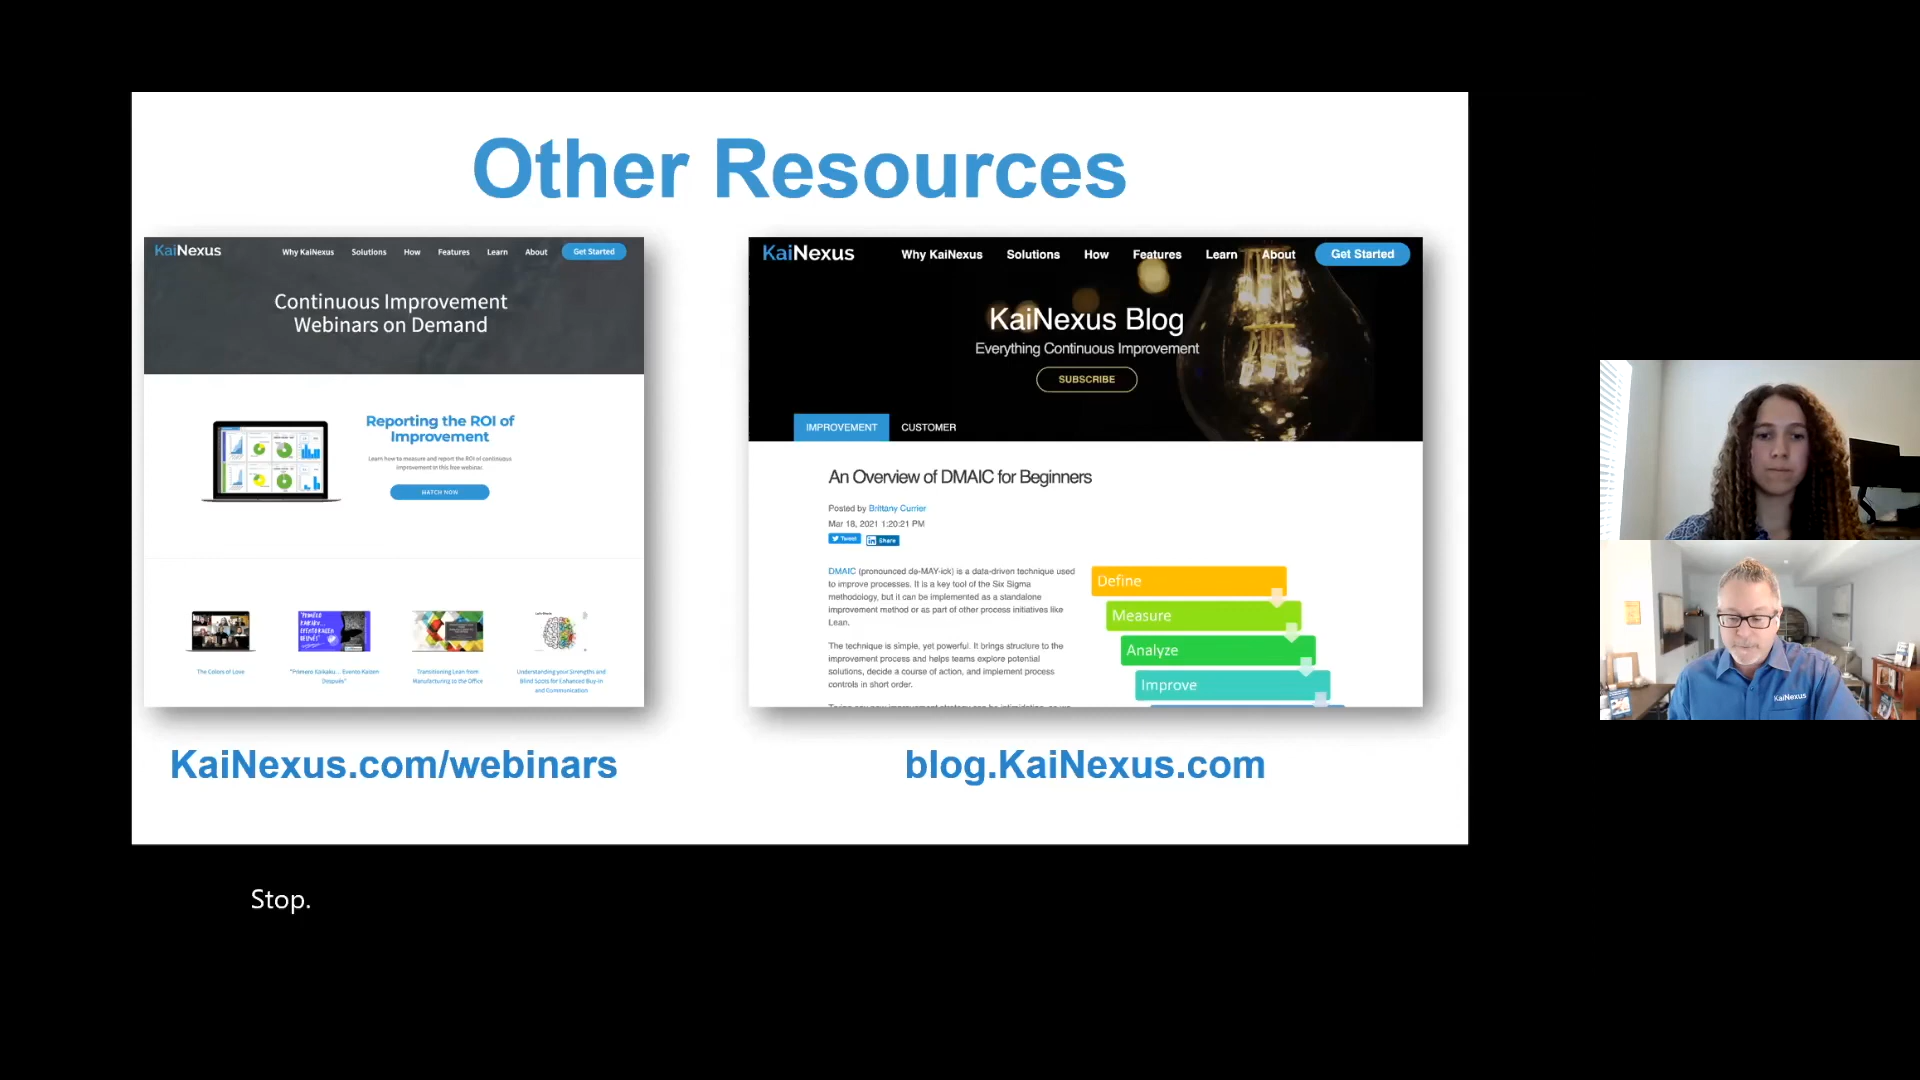 Other Resources
KaiNexus
Why KaiNexus Solutions How Features Learn About Get Started
Continuous Improvement
Webinars on Demand
Reporting the ROI of
Improvement
Learn how to measure and report the ROI of continuous
improvement in this free webinar.
WATCH NOW
The Colors of Love
"Primero Kaikaku... Evento Kaizen
Después"
Transitioning Lean from
Manufacturing to the Office
Understanding your Strengths and
Blind Spots for Enhanced Buy-in
and Communication
KaiNexus.com/webinars
KaiNexus
Why KaiNexus Solutions How Features Learn About Get Started
KaiNexus Blog
Everything Continuous Improvement
SUBSCRIBE
IMPROVEMENT CUSTOMER
An Overview of DMAIC for Beginners
Posted by Brittany Currier
Mar 18, 2021 1:20:21 PM
Tweet Share
DMAIC (pronounced də-MAY-ick) is a data-driven technique used
to improve processes. It is a key tool of the Six Sigma
methodology, but it can be implemented as a standalone
improvement method or as part of other process initiatives like
Lean.
The technique is simple, yet powerful. It brings structure to the
improvement process and helps teams explore potential
solutions, decide a course of action, and implement process
controls in short order.
Define
Measure
Analyze
Improve
blog.KaiNexus.com
KaiNexus
Stop.